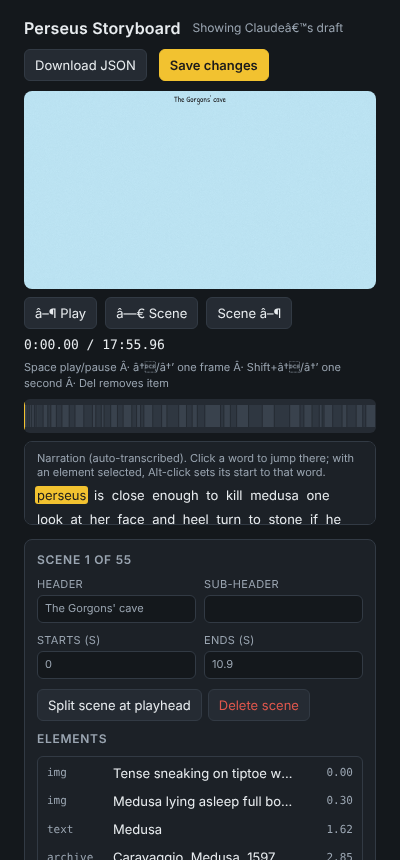 Perseus Storyboard Showing Claudeâ€™s draft
Download JSON Save changes
The Gorgons' cave
â–¶ Play â—€ Scene Scene â–¶
0:00.00 / 17:55.96
Space play/pause Â· â†/â†’ one frame Â· Shift+â†/â†’ one
second Â· Del removes item
Narration (auto-transcribed). Click a word to jump there; with
an element selected, Alt-click sets its start to that word.
perseus is close enough to kill medusa one
look at her face and heel turn to stone if he
SCENE 1 OF 55
HEADER SUB-HEADER
The Gorgons' cave
STARTS (S) ENDS (S)
0 10.9
Split scene at playhead Delete scene
ELEMENTS
img Tense sneaking on tiptoe w... 0.00
img Medusa lying asleep full bo... 0.30
text Medusa 1.62
archive Caravaggio, Medusa, 1597 2.85